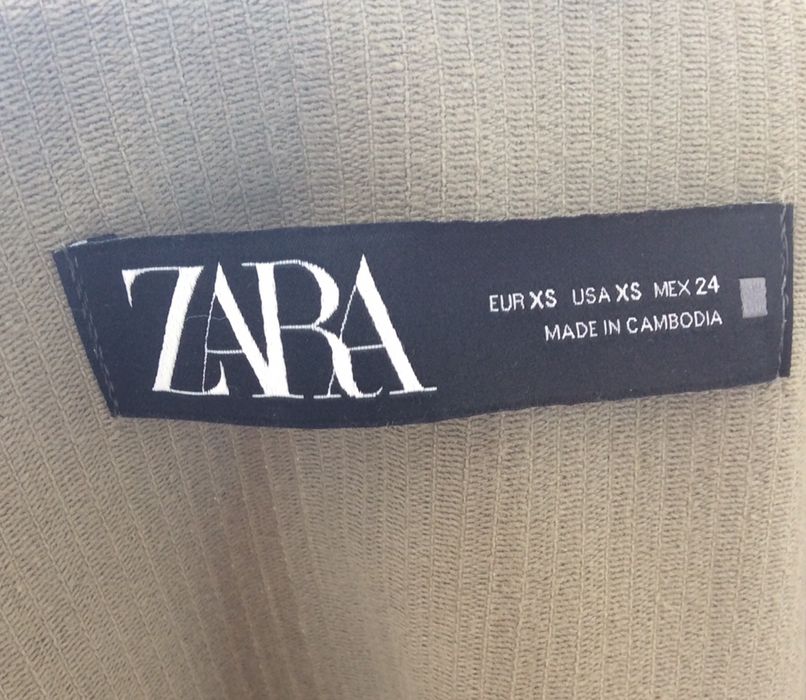 ZARA
EUR XS USA XS MEX 24
MADE IN CAMBODIA